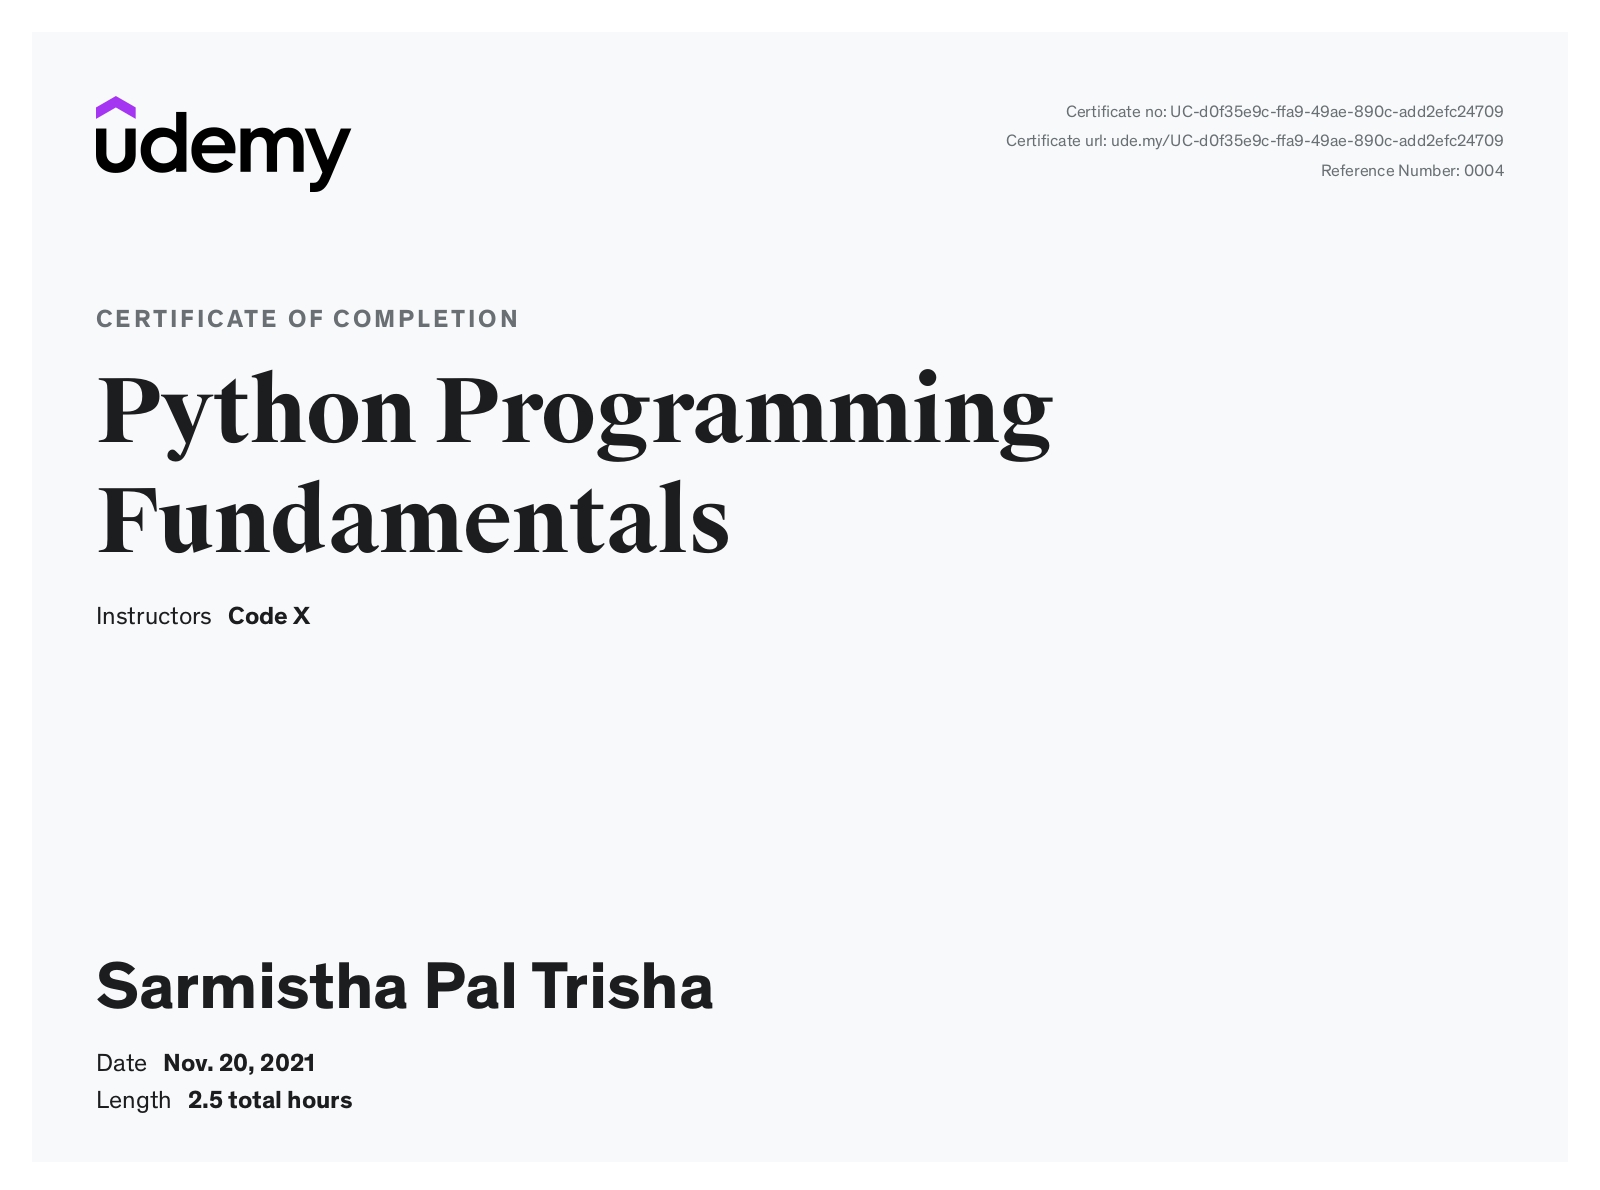 udemy
Certificate no: UC-d0f35e9c-ffa9-49ae-890c-add2efc24709
Certificate url: ude.my/UC-d0f35e9c-ffa9-49ae-890c-add2efc24709
Reference Number: 0004
CERTIFICATE OF COMPLETION
Python Programming
Fundamentals
Instructors Code X
Sarmistha Pal Trisha
Date Nov. 20, 2021
Length 2.5 total hours